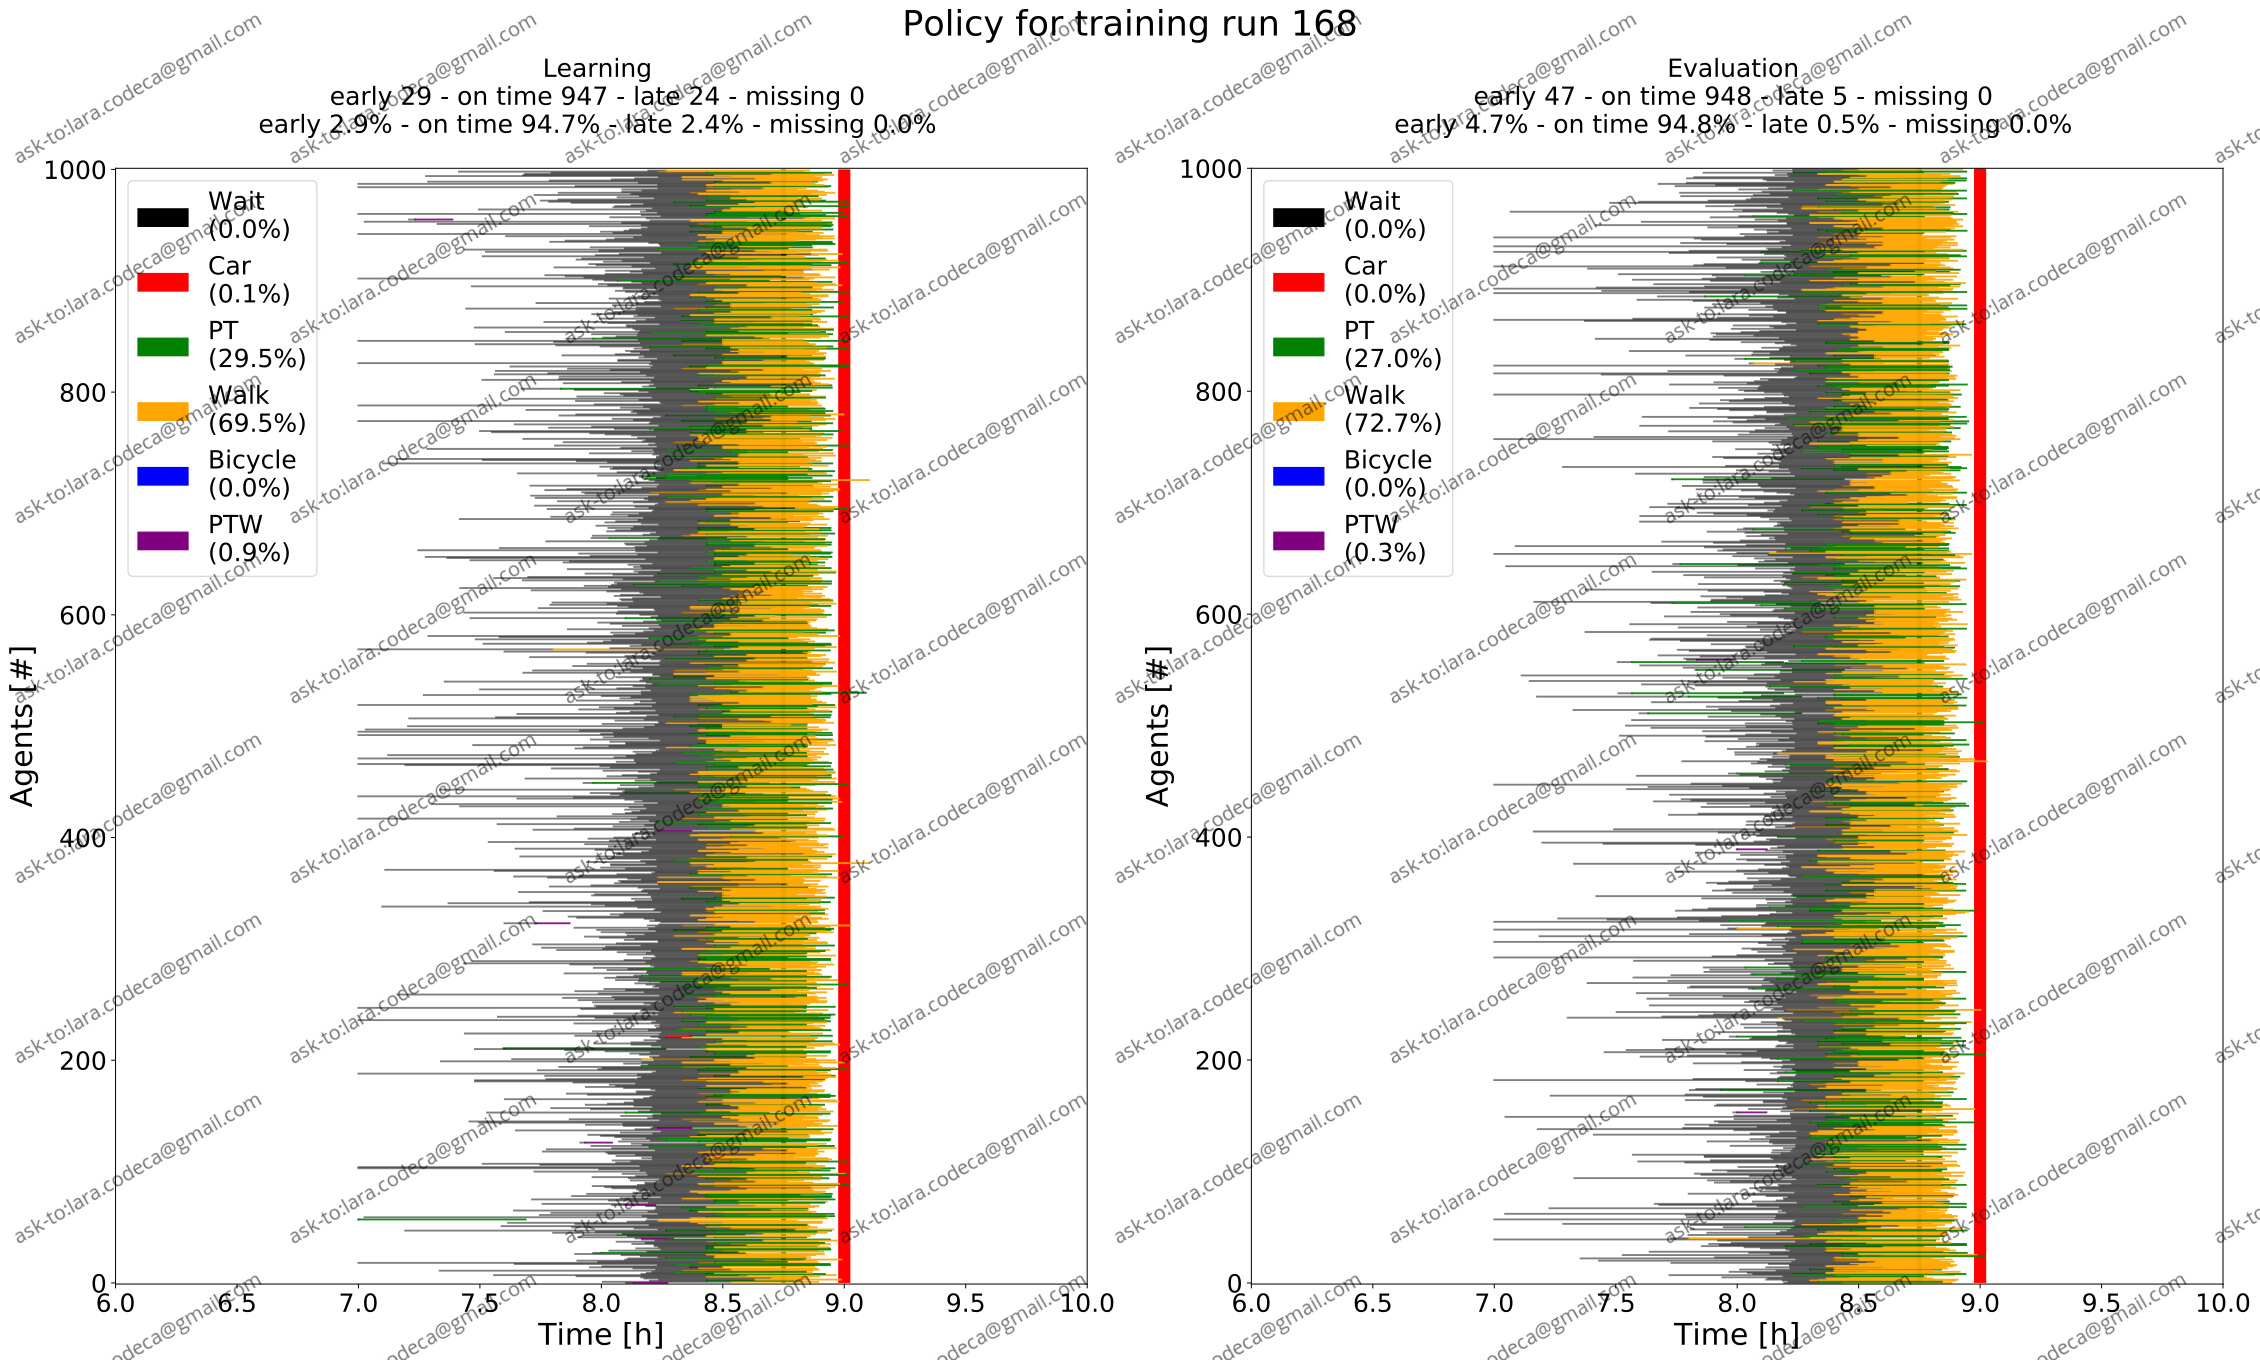 Policy for training run 168
Learning
early 29 - on time 947 - late 24 - missing 0
early 2.9% - on time 94.7% - late 2.4% - missing 0.0%
Agents [#]
1000
800
600
400
200
0
Wait
(0.0%)
Car
(0.1%)
PT
(29.5%)
Walk
(69.5%)
Bicycle
(0.0%)
PTW
(0.9%)
6.0 6.5 7.0 7.5 8.0 8.5 9.0 9.5 10.0
Time [h]
Evaluation
early 47 - on time 948 - late 5 - missing 0
early 4.7% - on time 94.8% - late 0.5% - missing 0.0%
Agents [#]
1000
800
600
400
200
0
Wait
(0.0%)
Car
(0.0%)
PT
(27.0%)
Walk
(72.7%)
Bicycle
(0.0%)
PTW
(0.3%)
6.0 6.5 7.0 7.5 8.0 8.5 9.0 9.5 10.0
Time [h]
ask-to:lara.codeca@gmail.com